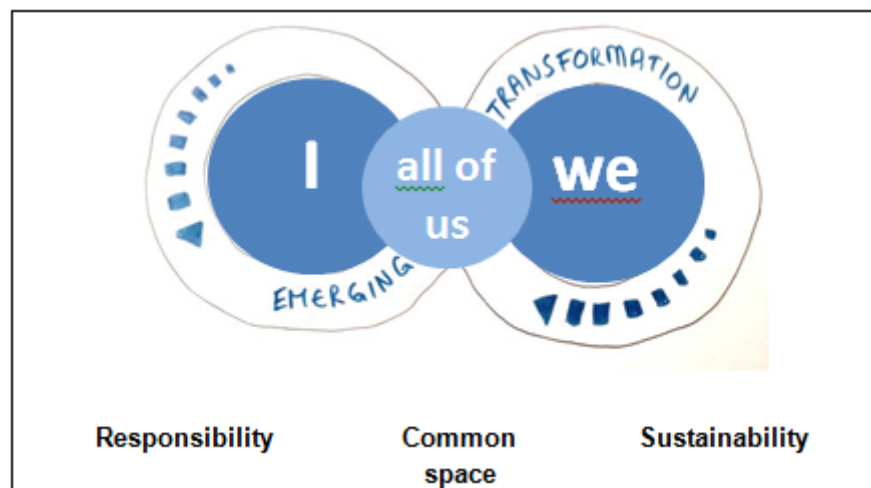 TRANSFORMATION
I
all of
us
we
EMERGING
Responsibility
Common
space
Sustainability